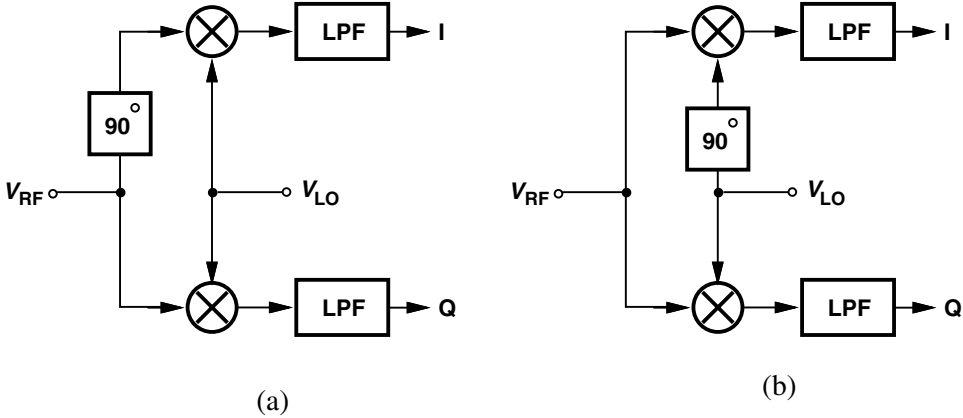 LPF I
90°
V_RF V_LO
LPF Q
(a)
LPF I
90°
V_RF V_LO
LPF Q
(b)